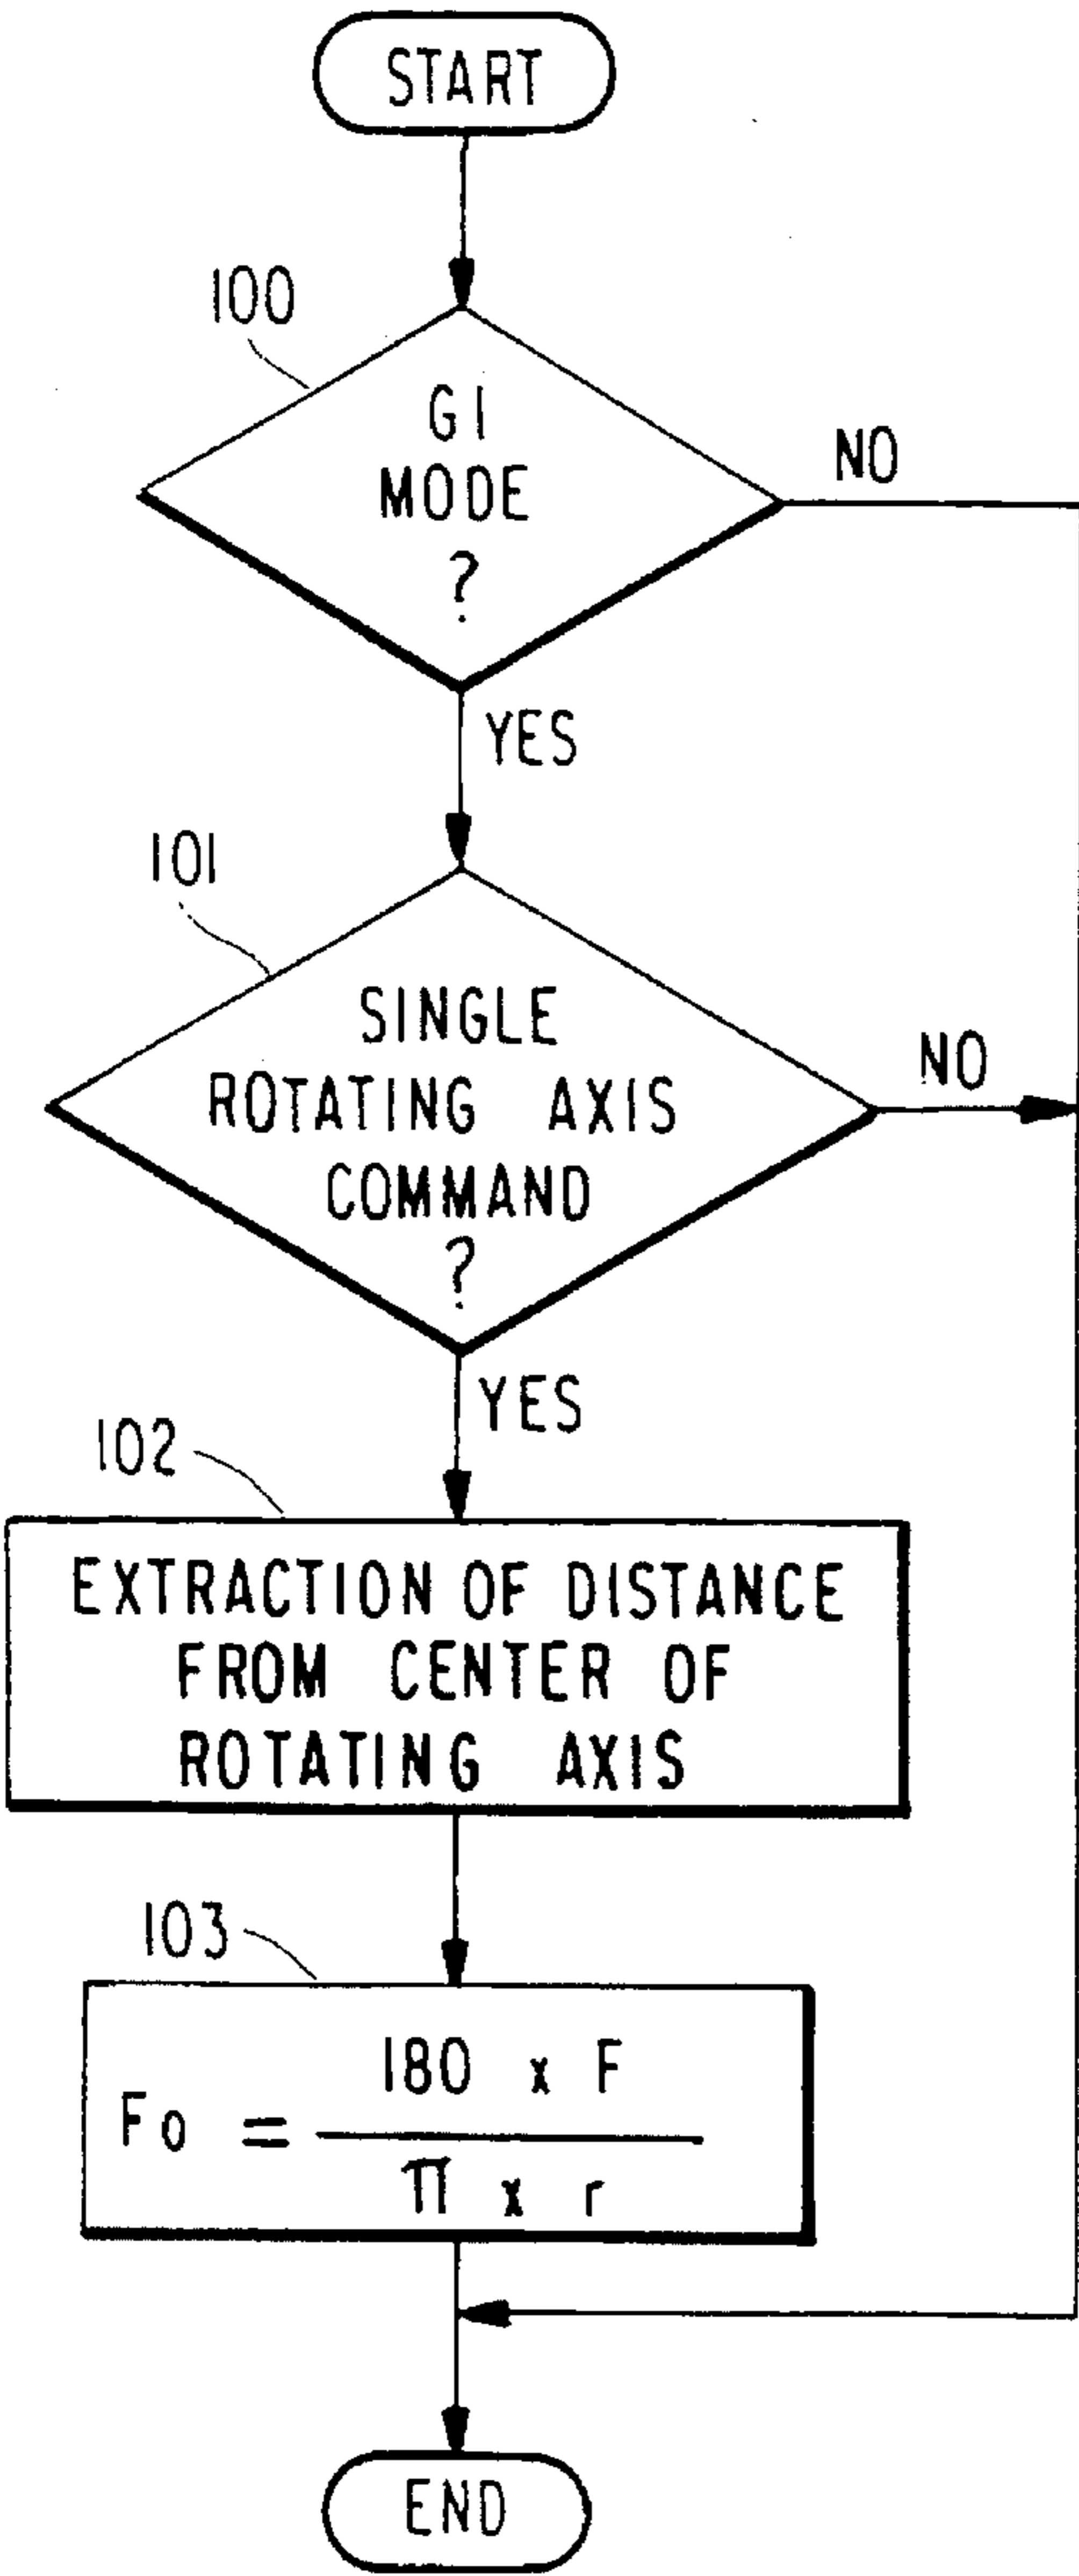 START
100
G1
MODE
?
NO
YES
101
SINGLE
ROTATING AXIS
COMMAND
?
NO
YES
102
EXTRACTION OF DISTANCE
FROM CENTER OF
ROTATING AXIS
103
Fo = 180 x F
π x r
END